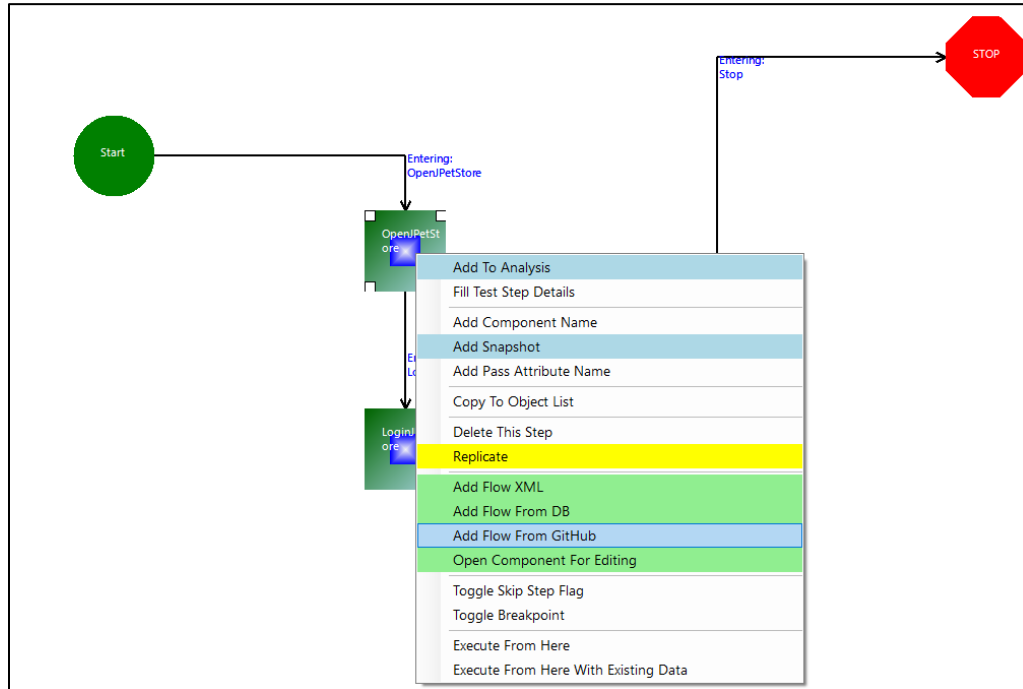 STOP
Entering:
Stop
Start
Entering:
OpenJPetStore
OpenJPetSt
ore
Add To Analysis
Fill Test Step Details
Add Component Name
Add Snapshot
Add Pass Attribute Name
Copy To Object List
Delete This Step
Replicate
Add Flow XML
Add Flow From DB
Add Flow From GitHub
Open Component For Editing
Toggle Skip Step Flag
Toggle Breakpoint
Execute From Here
Execute From Here With Existing Data
LoginJ
ore